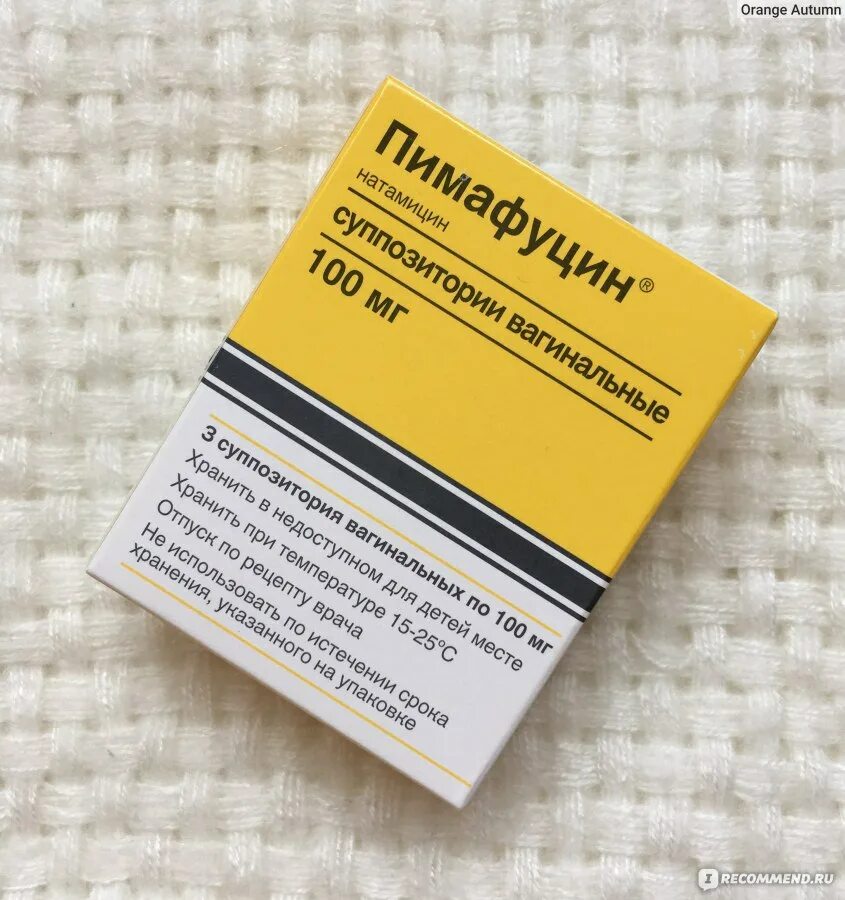 Orange Autumn
Пимафуцин®
натамицин
суппозитории вагинальные
100 мг
3 суппозитория вагинальных по 100 мг
Хранить в недоступном для детей месте
Хранить при температуре 15-25°С
Отпуск по рецепту врача
Не использовать по истечении срока
хранения, указанного на упаковке
I RECOMMEND.RU